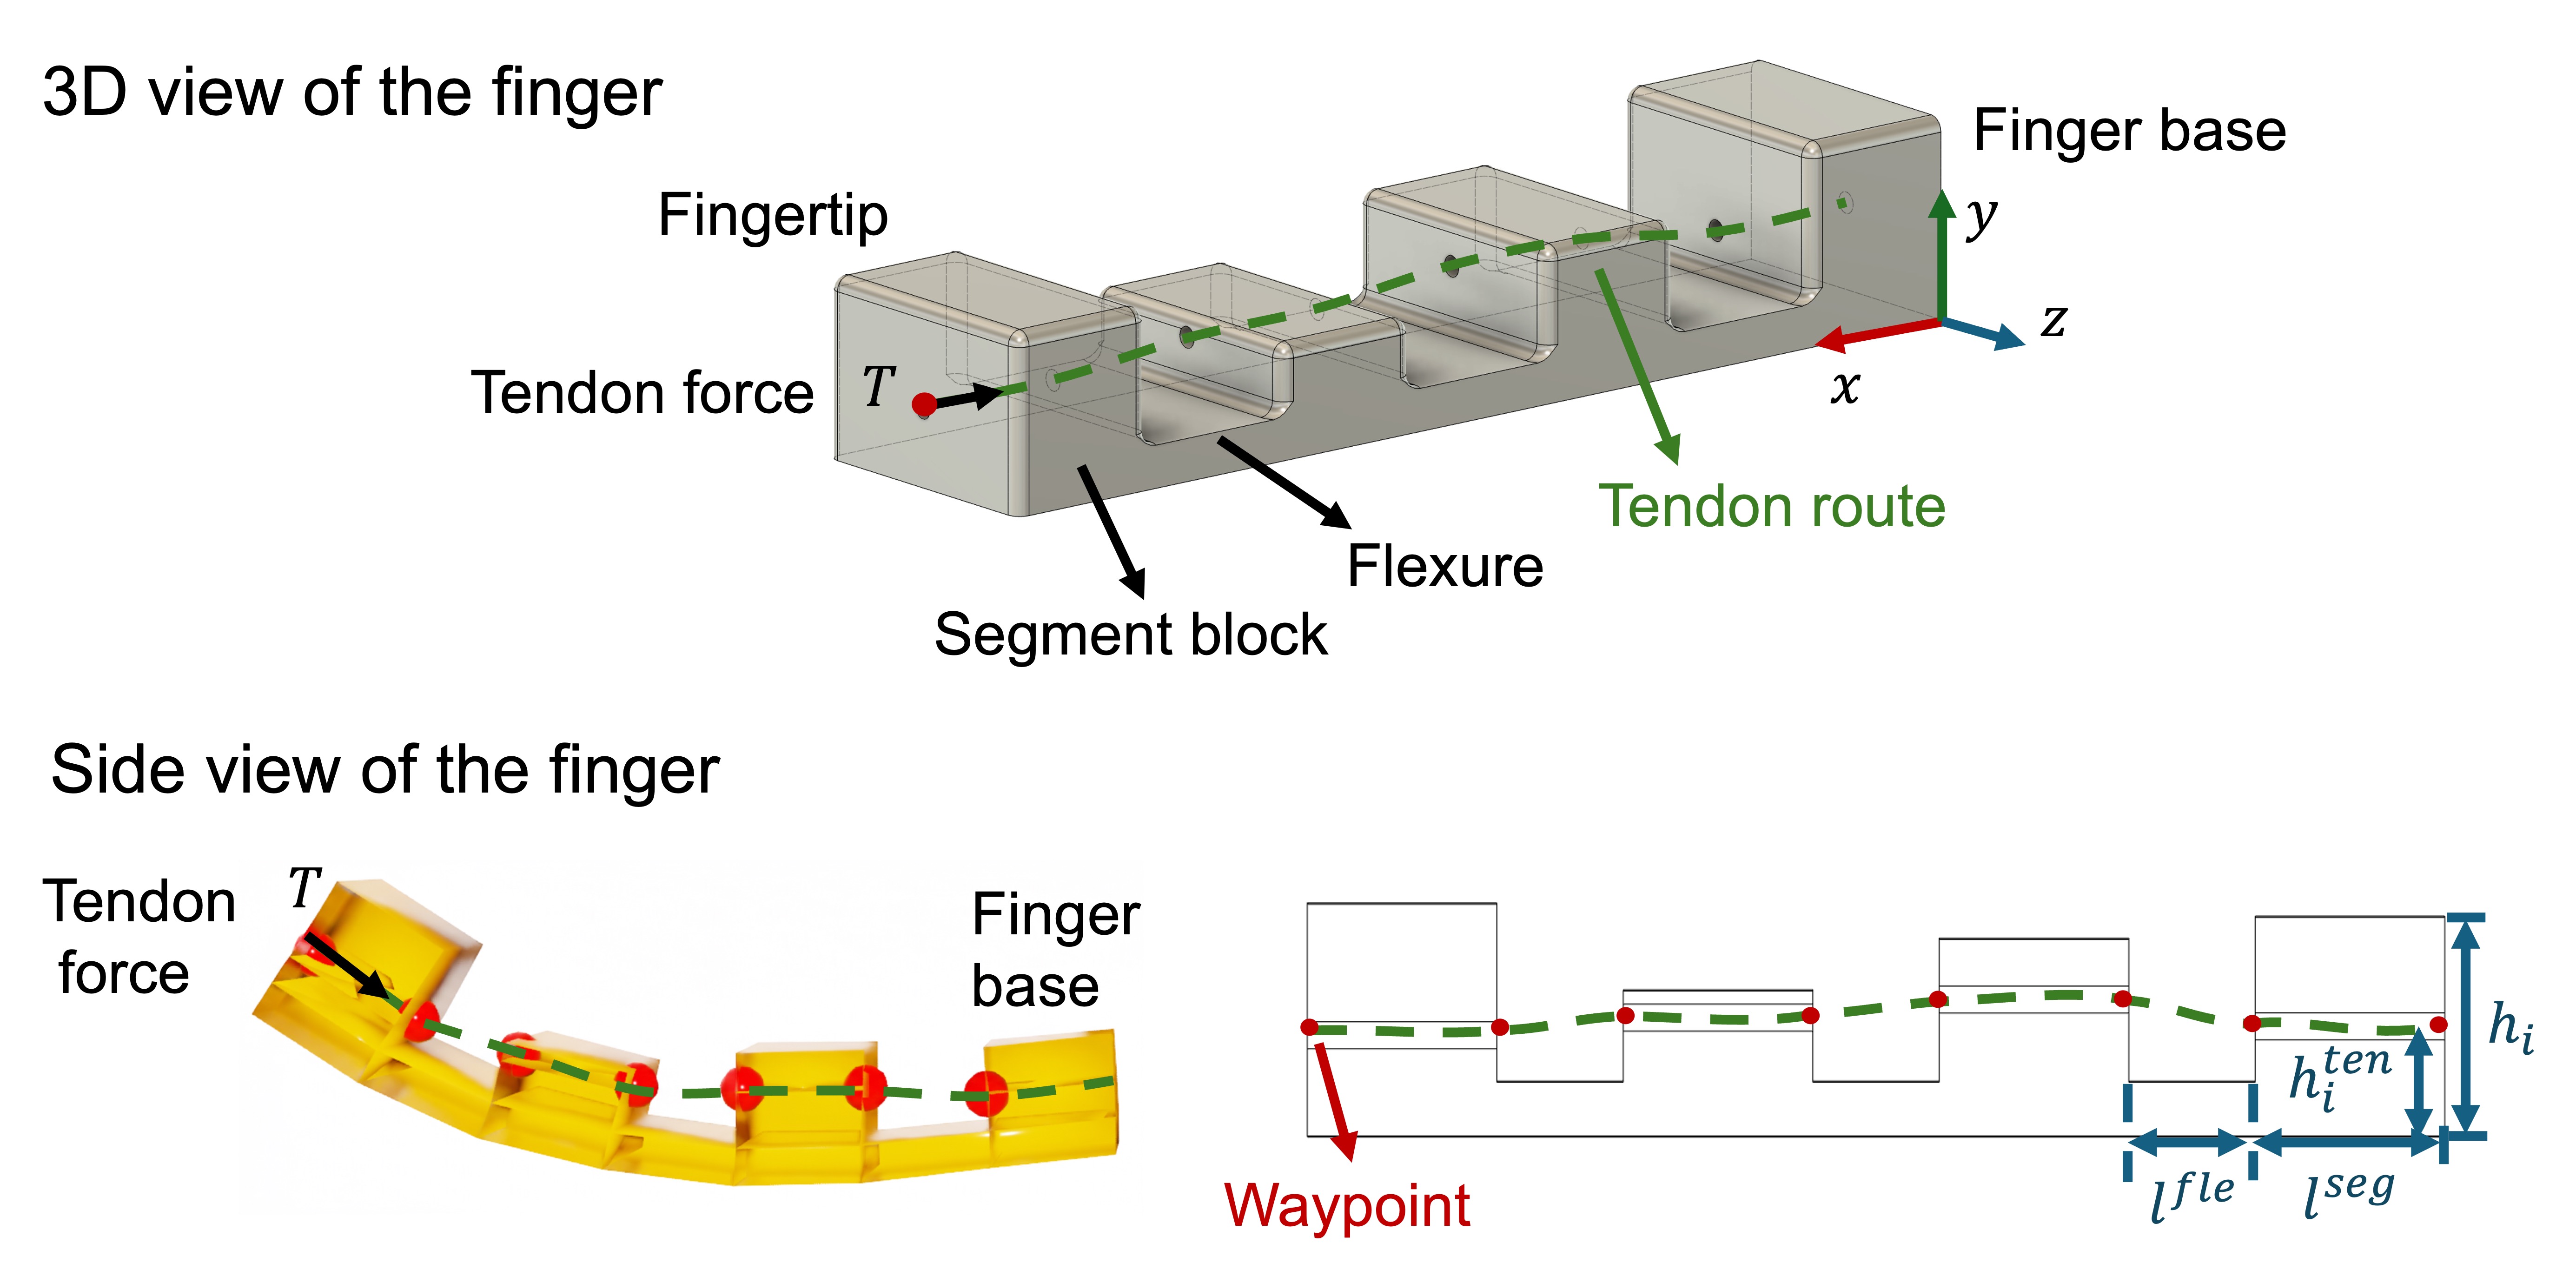 3D view of the finger
Finger base
Fingertip
y
z
x
Tendon force
T
Tendon route
Flexure
Segment block
Side view of the finger
Tendon
force
T
Finger
base
Waypoint
h_i
h_i^{ten}
l^{fle}
l^{seg}